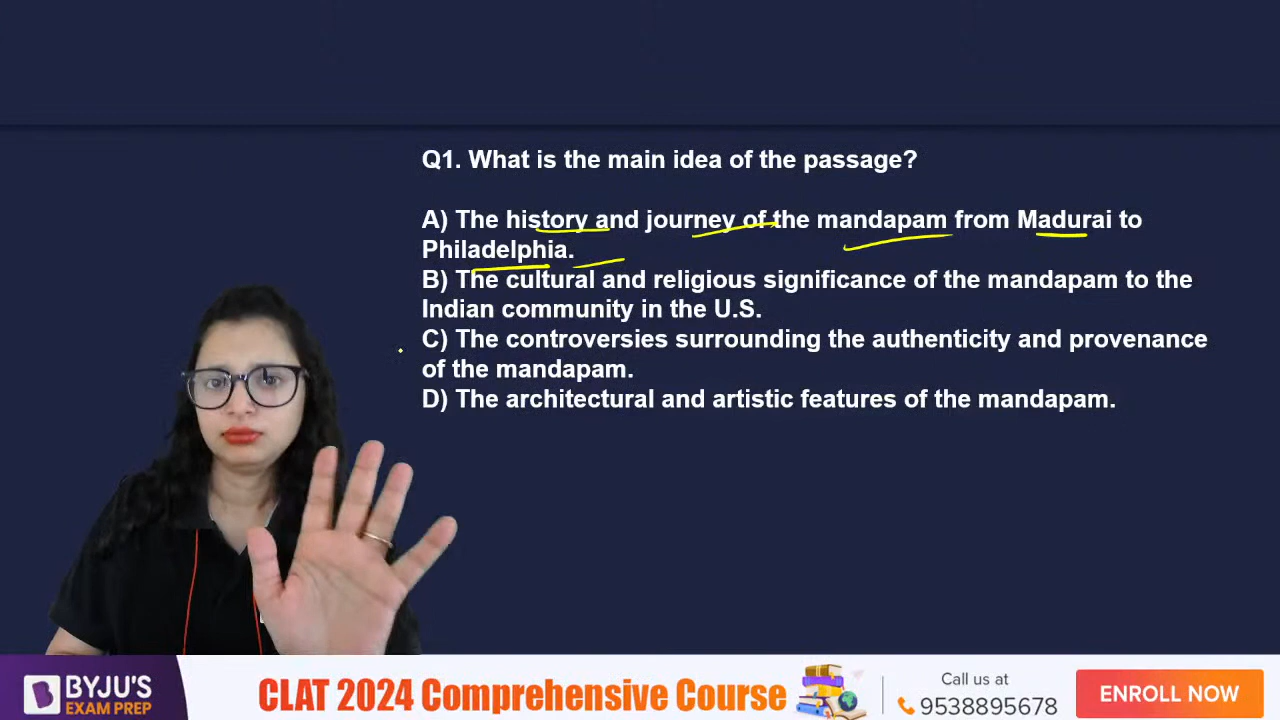 Q1. What is the main idea of the passage?
A) The history and journey of the mandapam from Madurai to
Philadelphia.
B) The cultural and religious significance of the mandapam to the
Indian community in the U.S.
C) The controversies surrounding the authenticity and provenance
of the mandapam.
D) The architectural and artistic features of the mandapam.
BYJU'S
EXAM PREP
CLAT 2024 Comprehensive Course
Call us at
9538895678
ENROLL NOW